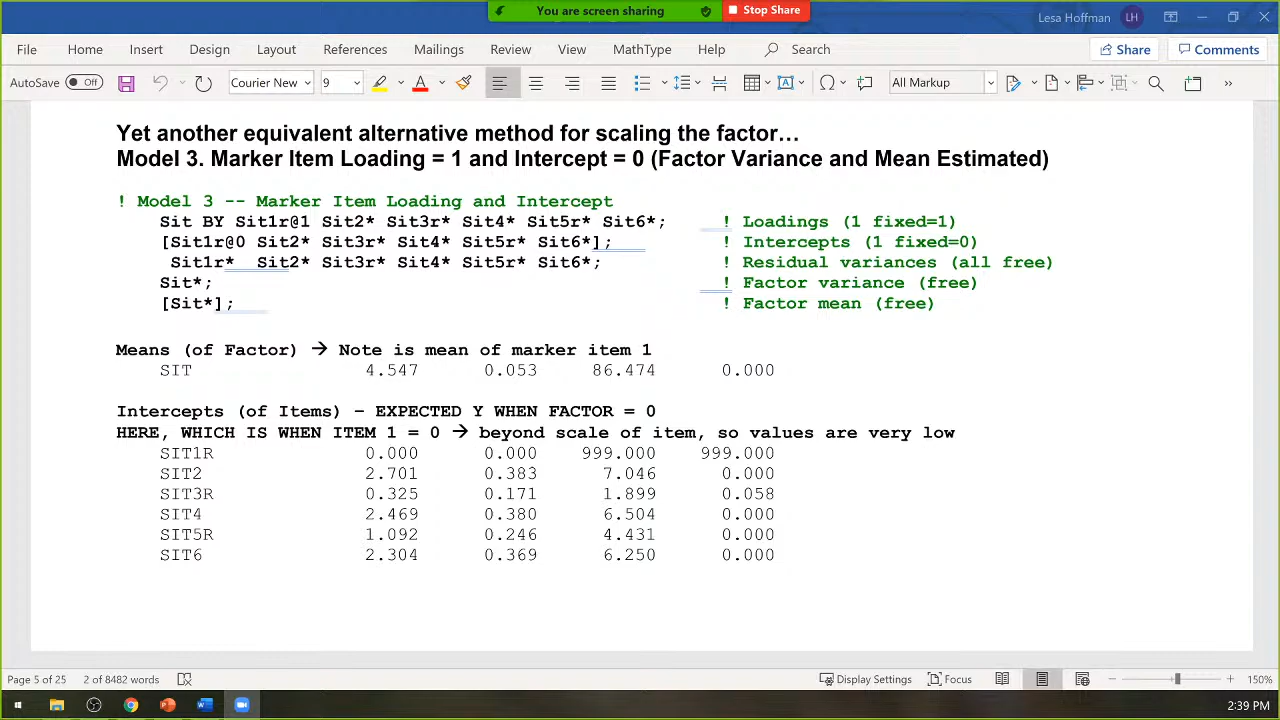 You are screen sharing Stop Share
Lesa Hoffman LH
File Home Insert Design Layout References Mailings Review View MathType Help Search Share Comments
AutoSave Off Courier New 9 All Markup
Yet another equivalent alternative method for scaling the factor…
Model 3. Marker Item Loading = 1 and Intercept = 0 (Factor Variance and Mean Estimated)
! Model 3 -- Marker Item Loading and Intercept
Sit BY Sit1r@1 Sit2* Sit3r* Sit4* Sit5r* Sit6*; ! Loadings (1 fixed=1)
[Sit1r@0 Sit2* Sit3r* Sit4* Sit5r* Sit6*]; ! Intercepts (1 fixed=0)
Sit1r* Sit2* Sit3r* Sit4* Sit5r* Sit6*; ! Residual variances (all free)
Sit*; ! Factor variance (free)
[Sit*]; ! Factor mean (free)
Means (of Factor) → Note is mean of marker item 1
SIT 4.547 0.053 86.474 0.000
Intercepts (of Items) – EXPECTED Y WHEN FACTOR = 0
HERE, WHICH IS WHEN ITEM 1 = 0 → beyond scale of item, so values are very low
SIT1R 0.000 0.000 999.000 999.000
SIT2 2.701 0.383 7.046 0.000
SIT3R 0.325 0.171 1.899 0.058
SIT4 2.469 0.380 6.504 0.000
SIT5R 1.092 0.246 4.431 0.000
SIT6 2.304 0.369 6.250 0.000
Page 5 of 25 2 of 8482 words Display Settings Focus 150%
2:39 PM